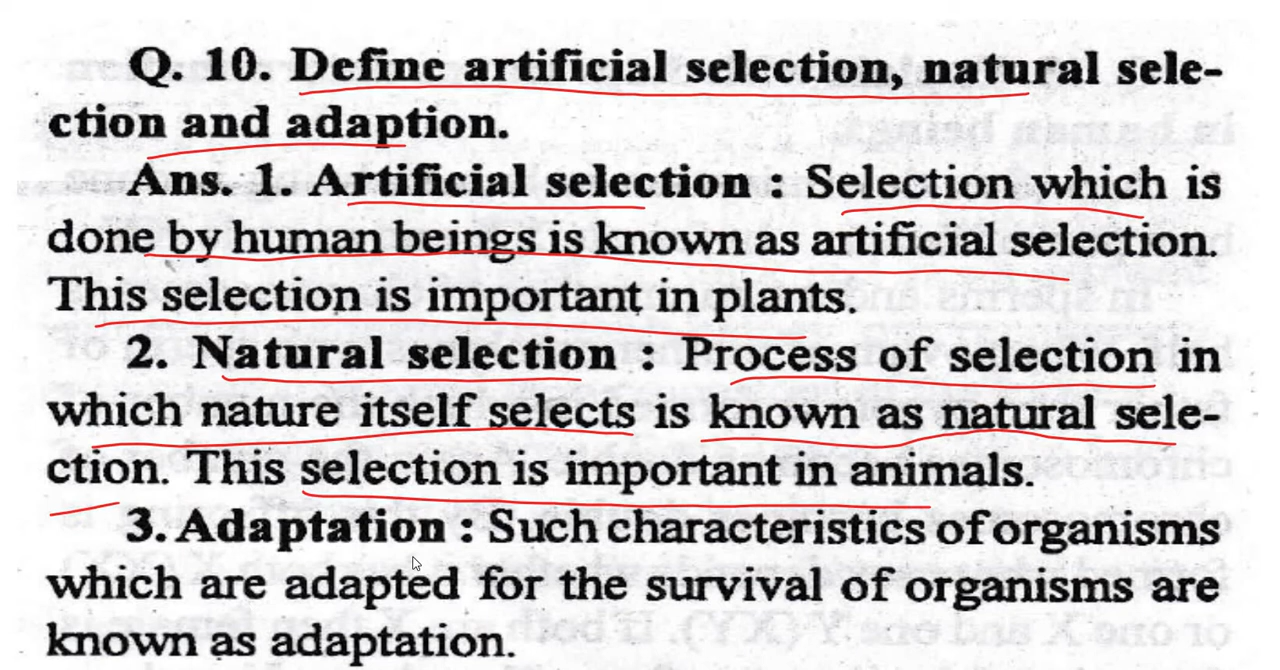 Q. 10. Define artificial selection, natural sele-
ction and adaption.
Ans. 1. Artificial selection : Selection which is
done by human beings is known as artificial selection.
This selection is important in plants.
2. Natural selection : Process of selection in
which nature itself selects is known as natural sele-
ction. This selection is important in animals.
3. Adaptation : Such characteristics of organisms
which are adapted for the survival of organisms are
known as adaptation.